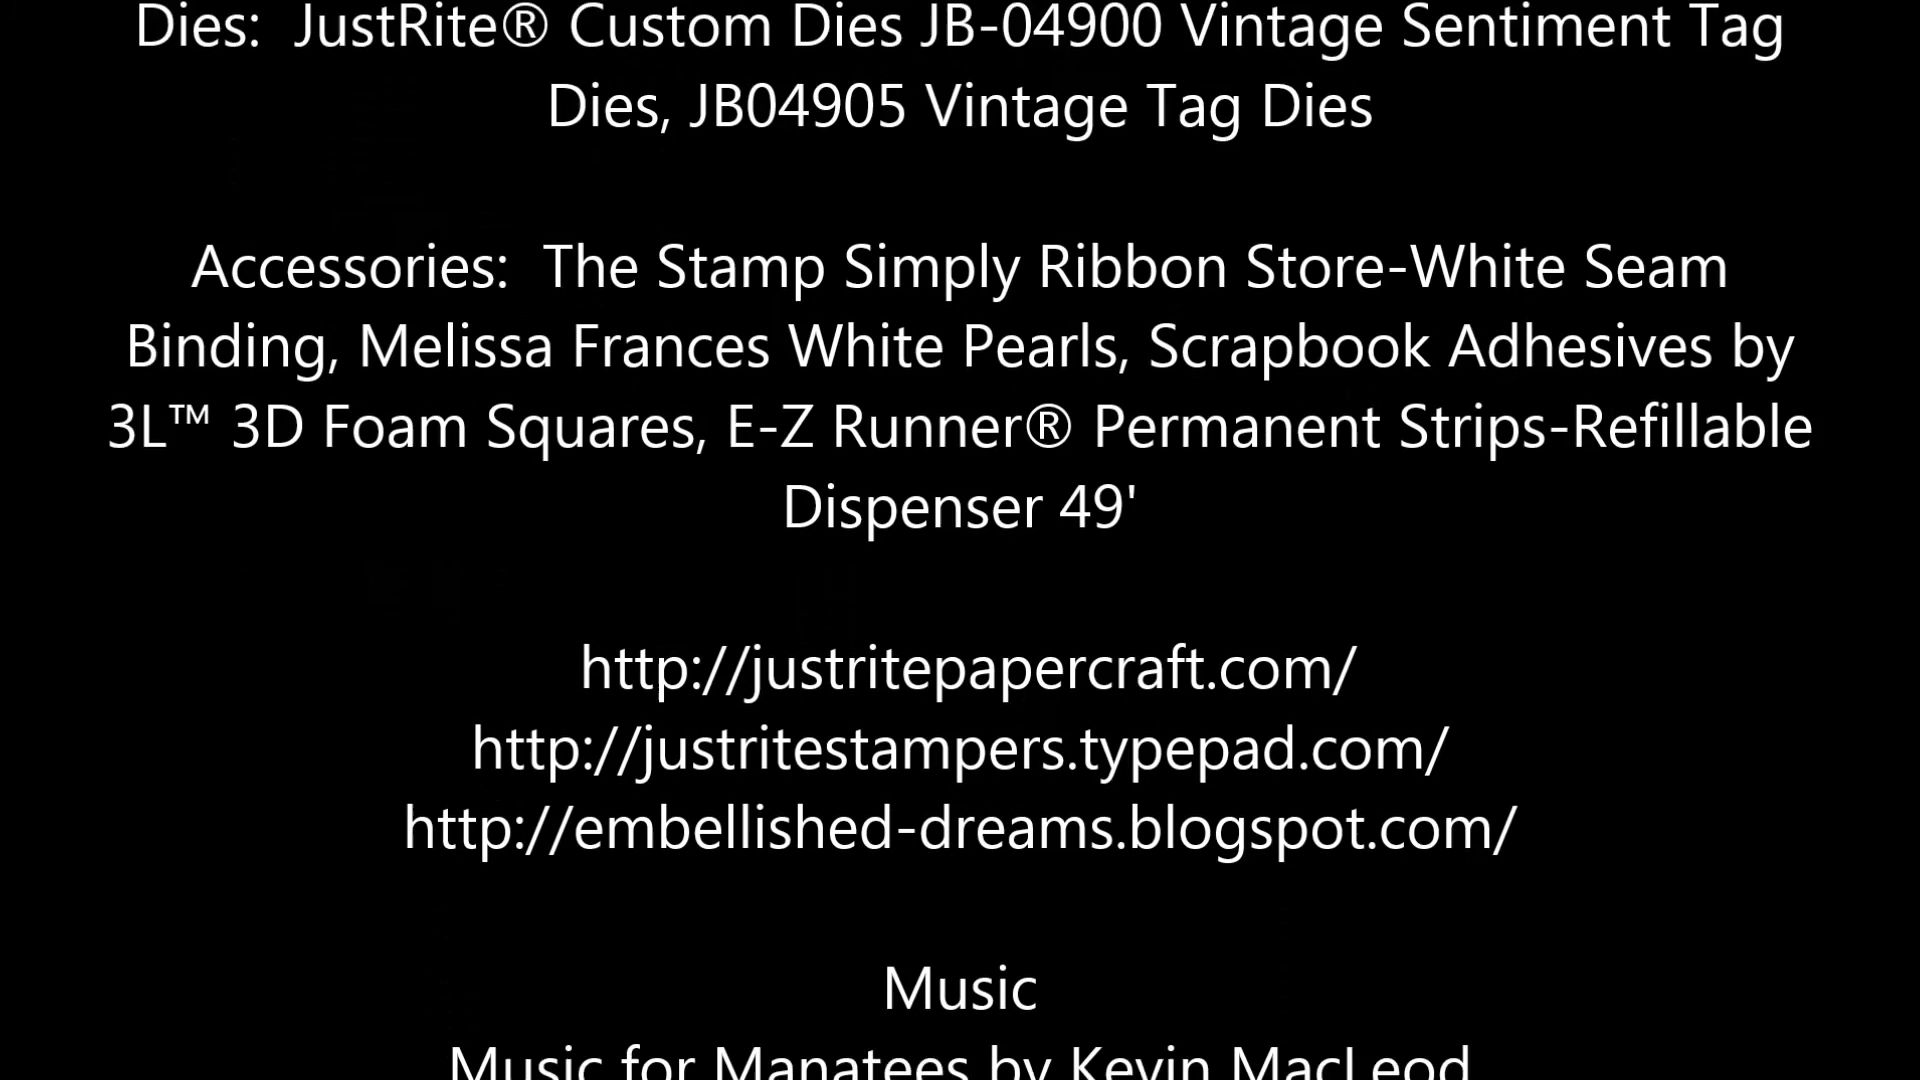 Dies:  JustRite® Custom Dies JB-04900 Vintage Sentiment Tag
Dies, JB04905 Vintage Tag Dies
Accessories:  The Stamp Simply Ribbon Store-White Seam
Binding, Melissa Frances White Pearls, Scrapbook Adhesives by
3L™ 3D Foam Squares, E-Z Runner® Permanent Strips-Refillable
Dispenser 49'
http://justritepapercraft.com/
http://justritestampers.typepad.com/
http://embellished-dreams.blogspot.com/
Music
Music for Manatees by Kevin MacLeod